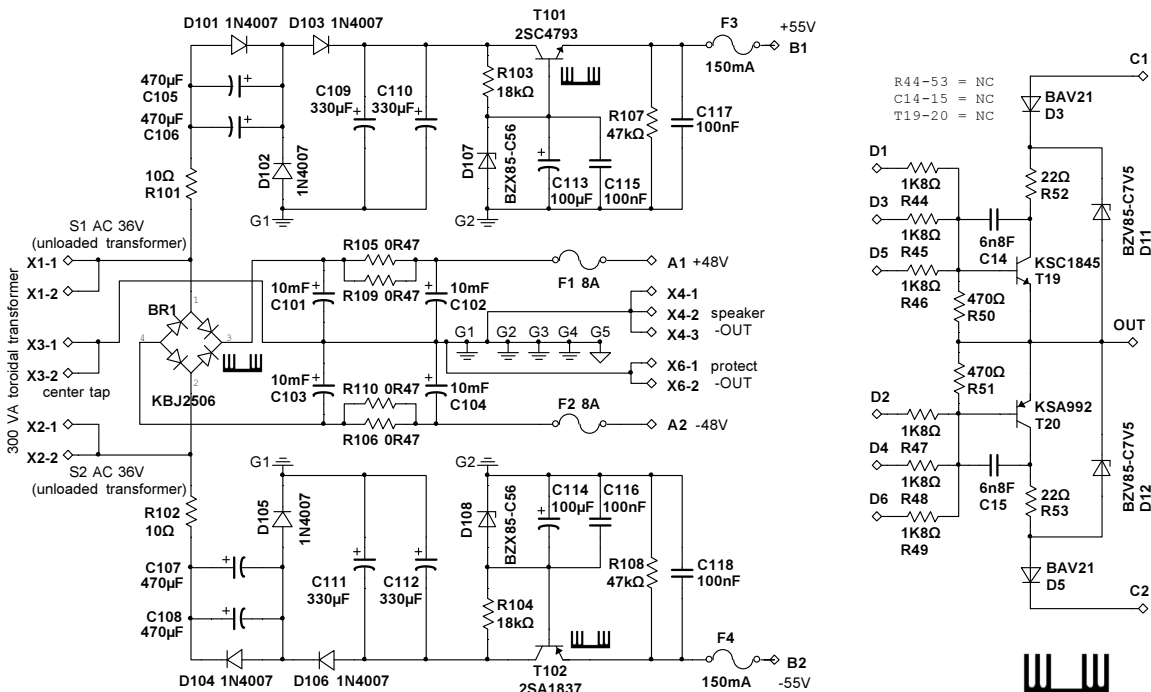 D101 1N4007
D103 1N4007
T101
2SC4793
F3
150mA
+55V
B1
470µF
C105
470µF
C106
C109
330µF
C110
330µF
R103
18kΩ
R107
47kΩ
C117
100nF
10Ω
R101
D102
1N4007
D107
BZX85-C56
C113
100µF
C115
100nF
G1
G2
S1 AC 36V
(unloaded transformer)
X1-1
X1-2
R105 0R47
R109 0R47
F1 8A
A1 +48V
10mF
C101
10mF
C102
BR1
1
4
3
2
KBJ2506
X4-1
X4-2
X4-3
speaker
-OUT
G1
G2
G3
G4
G5
X3-1
X3-2
center tap
X6-1
X6-2
protect
-OUT
10mF
C103
R110 0R47
R106 0R47
10mF
C104
F2 8A
A2 -48V
300 VA toroidal transformer
X2-1
X2-2
S2 AC 36V
(unloaded transformer)
G1
G2
R102
10Ω
D105
1N4007
D108
BZX85-C56
C114
100µF
C116
100nF
C107
470µF
C108
470µF
C111
330µF
C112
330µF
R104
18kΩ
R108
47kΩ
C118
100nF
D104 1N4007
D106 1N4007
T102
2SA1837
F4
150mA
B2
-55V
R44-53 = NC
C14-15 = NC
T19-20 = NC
C1
BAV21
D3
D1
1K8Ω
R44
D3
1K8Ω
R45
D5
1K8Ω
R46
22Ω
R52
6n8F
C14
BZV85-C7V5
D11
KSC1845
T19
470Ω
R50
OUT
470Ω
R51
D2
1K8Ω
R47
D4
1K8Ω
R48
D6
1K8Ω
R49
KSA992
T20
6n8F
C15
22Ω
R53
BZV85-C7V5
D12
BAV21
D5
C2